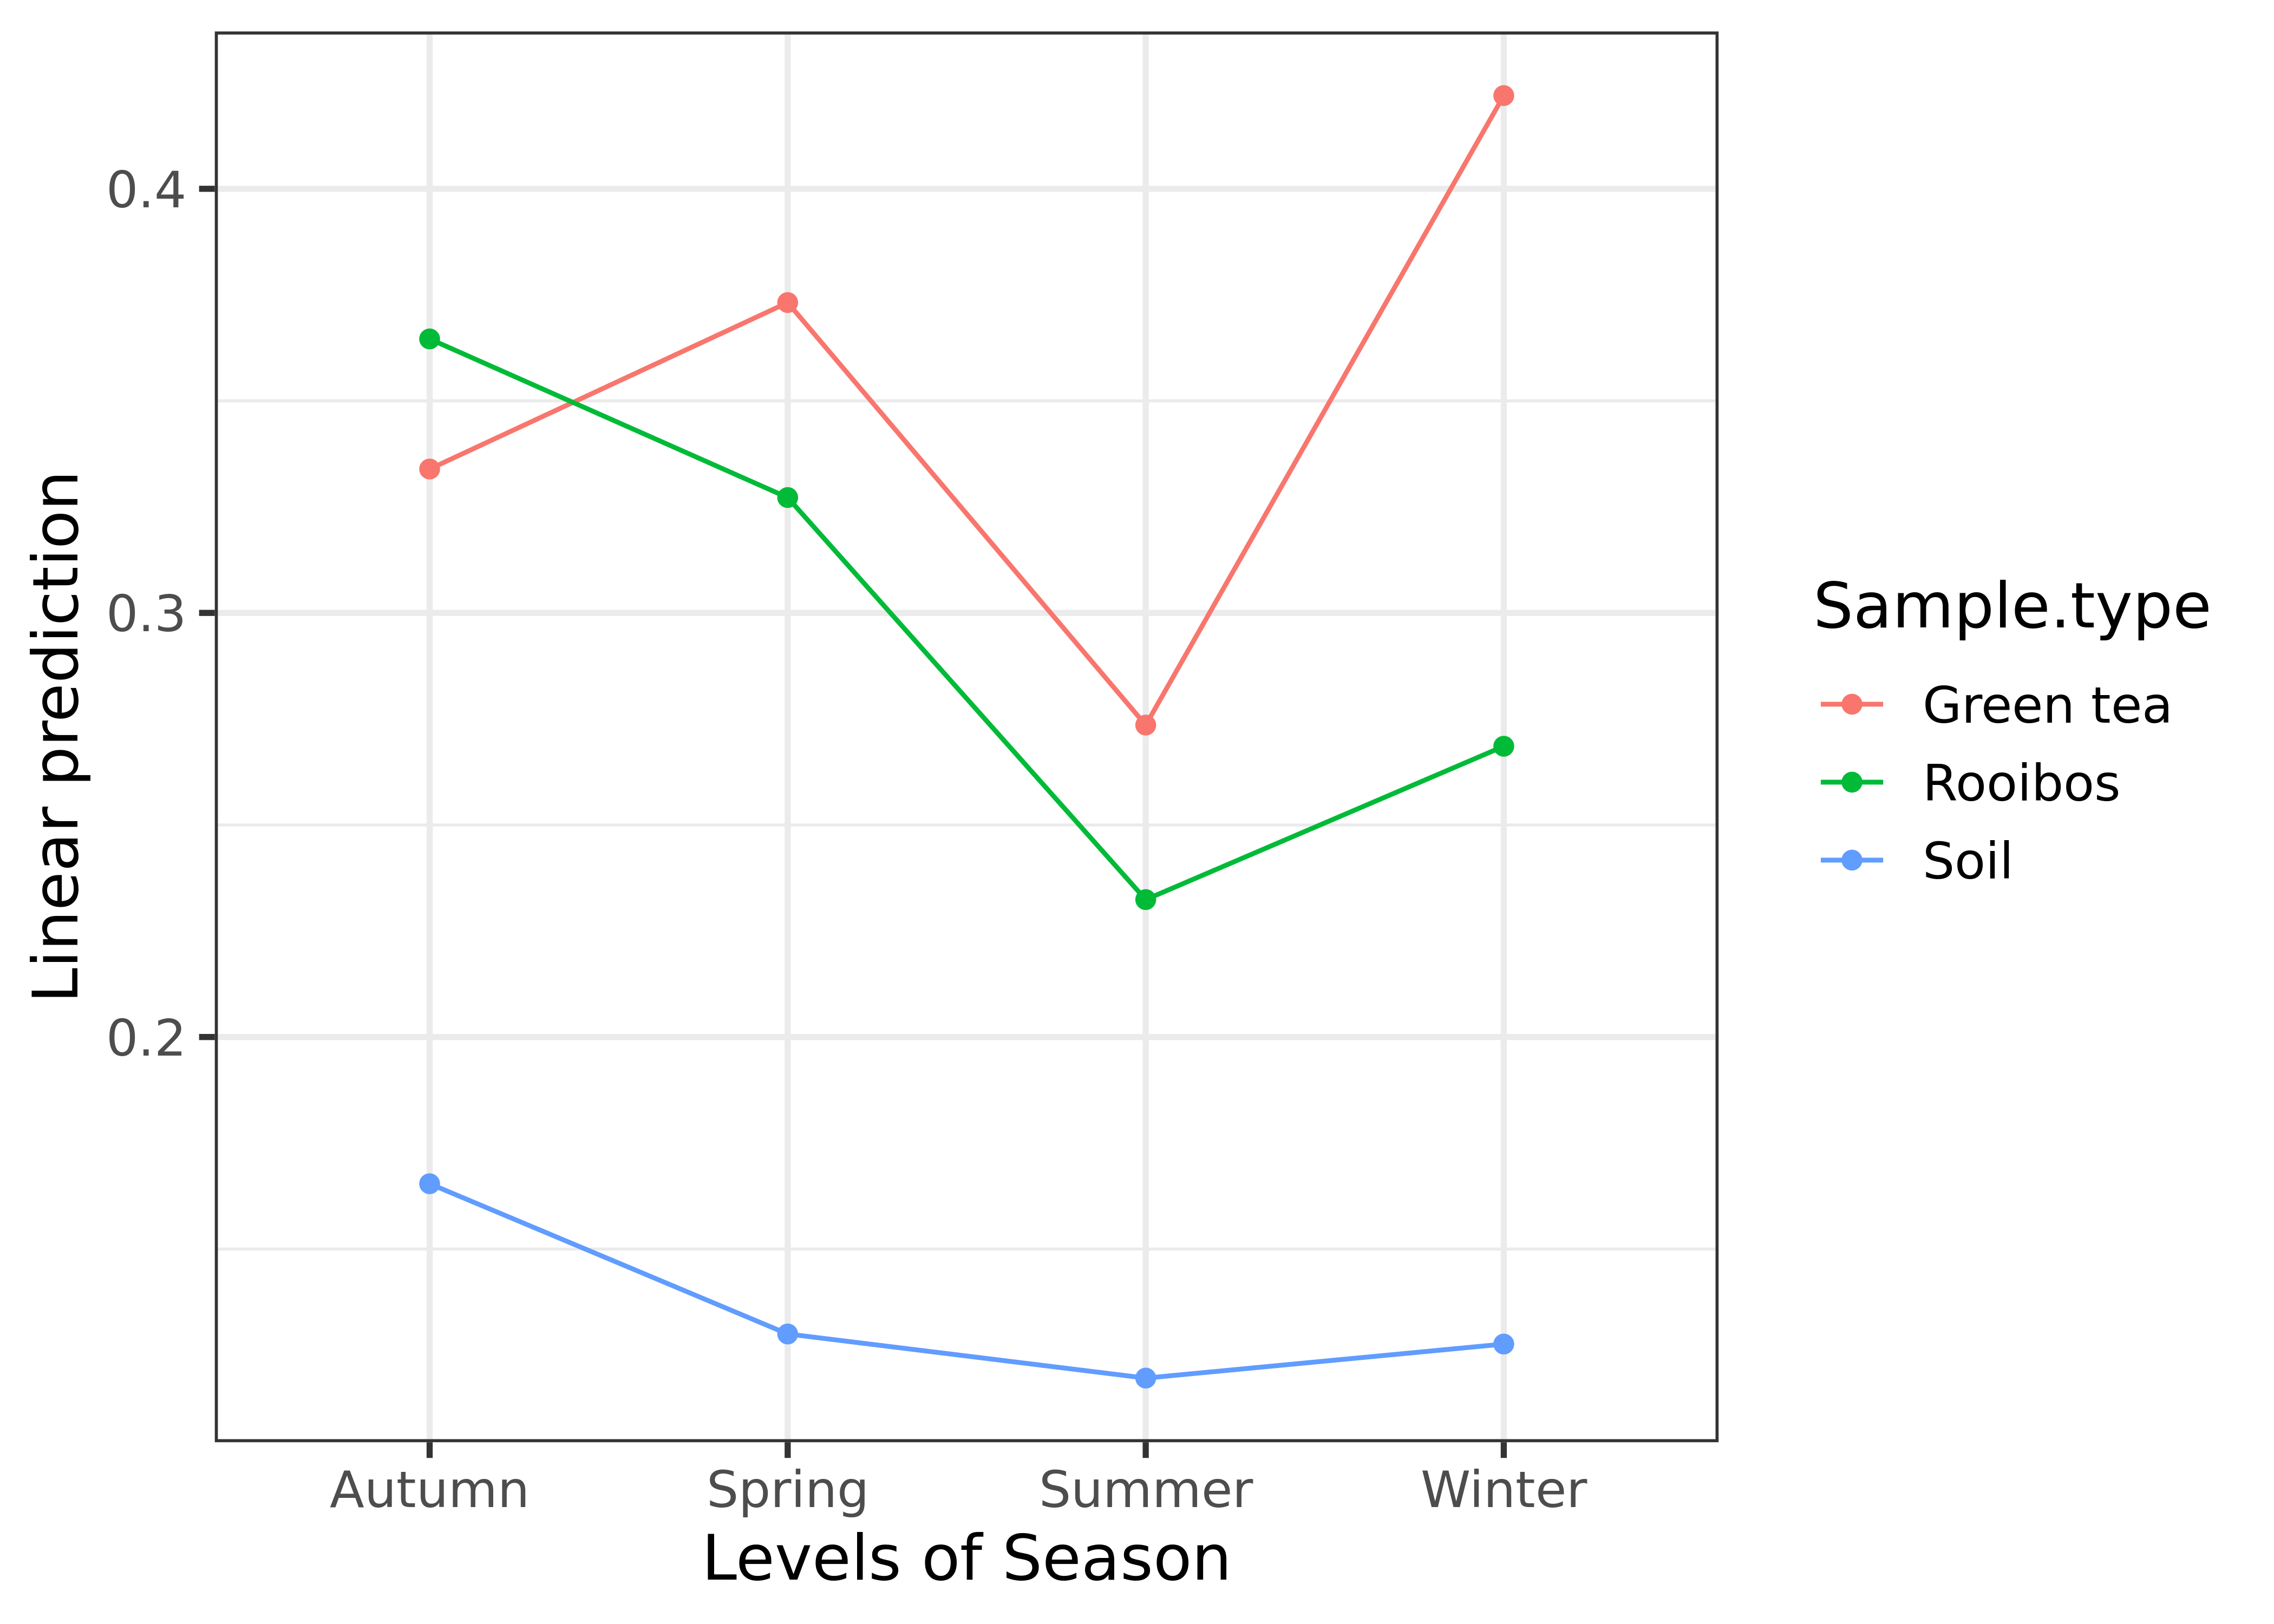 Linear prediction
0.4
0.3
0.2
Autumn Spring Summer Winter
Levels of Season
Sample.type
Green tea
Rooibos
Soil